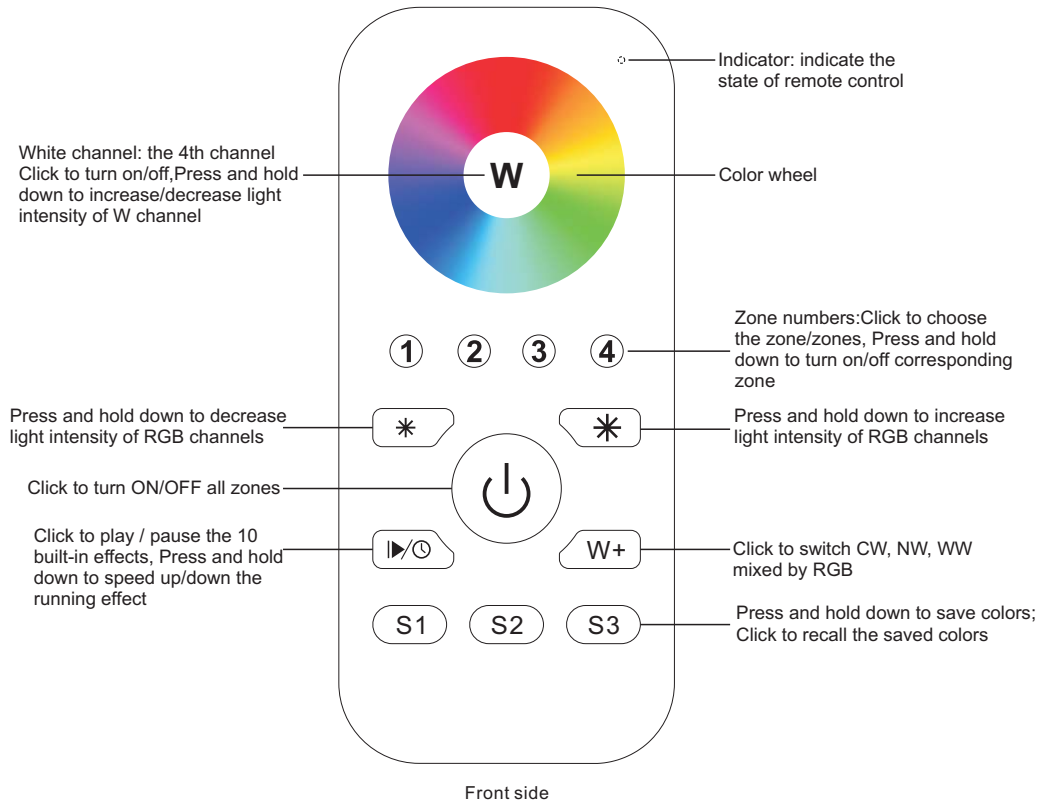 Indicator: indicate the
state of remote control
White channel: the 4th channel
Click to turn on/off,Press and hold
down to increase/decrease light
intensity of W channel
W
Color wheel
Zone numbers:Click to choose
the zone/zones, Press and hold
down to turn on/off corresponding
zone
1 2 3 4
Press and hold down to decrease
light intensity of RGB channels
Press and hold down to increase
light intensity of RGB channels
Click to turn ON/OFF all zones
Click to play / pause the 10
built-in effects, Press and hold
down to speed up/down the
running effect
W+
Click to switch CW, NW, WW
mixed by RGB
S1 S2 S3
Press and hold down to save colors;
Click to recall the saved colors
Front side